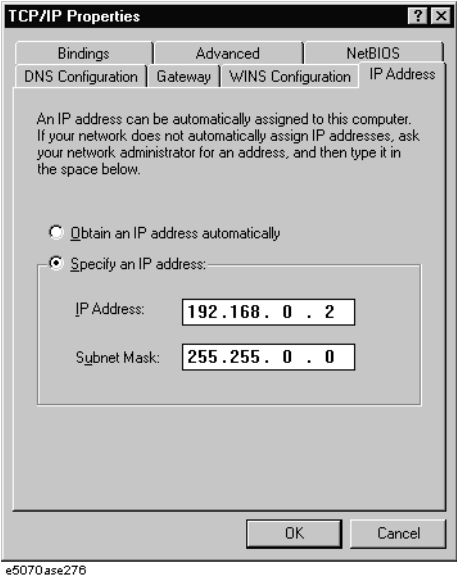 TCP/IP Properties
Bindings Advanced NetBIOS
DNS Configuration Gateway WINS Configuration IP Address
An IP address can be automatically assigned to this computer.
If your network does not automatically assign IP addresses, ask
your network administrator for an address, and then type it in
the space below.
Obtain an IP address automatically
Specify an IP address:
IP Address: 192.168. 0 . 2
Subnet Mask: 255.255. 0 . 0
OK Cancel
e5070ase276